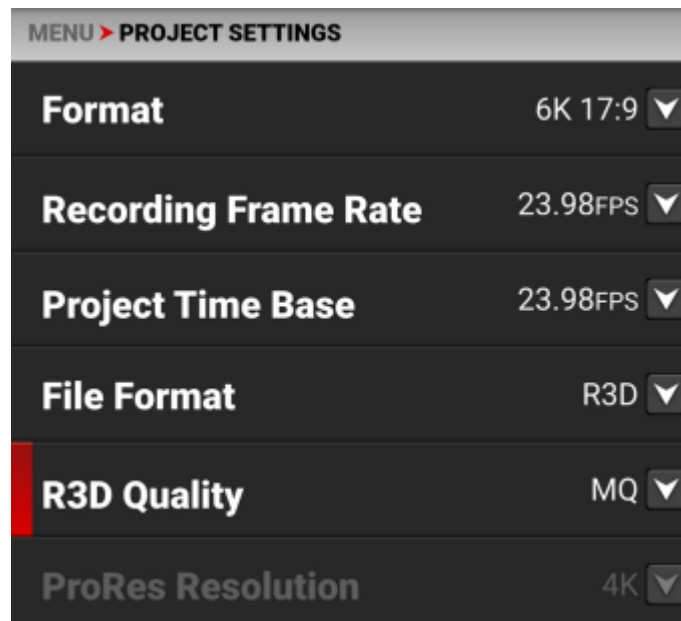 MENU ➤ PROJECT SETTINGS
Format 6K 17:9
Recording Frame Rate 23.98FPS
Project Time Base 23.98FPS
File Format R3D
R3D Quality MQ
ProRes Resolution 4K